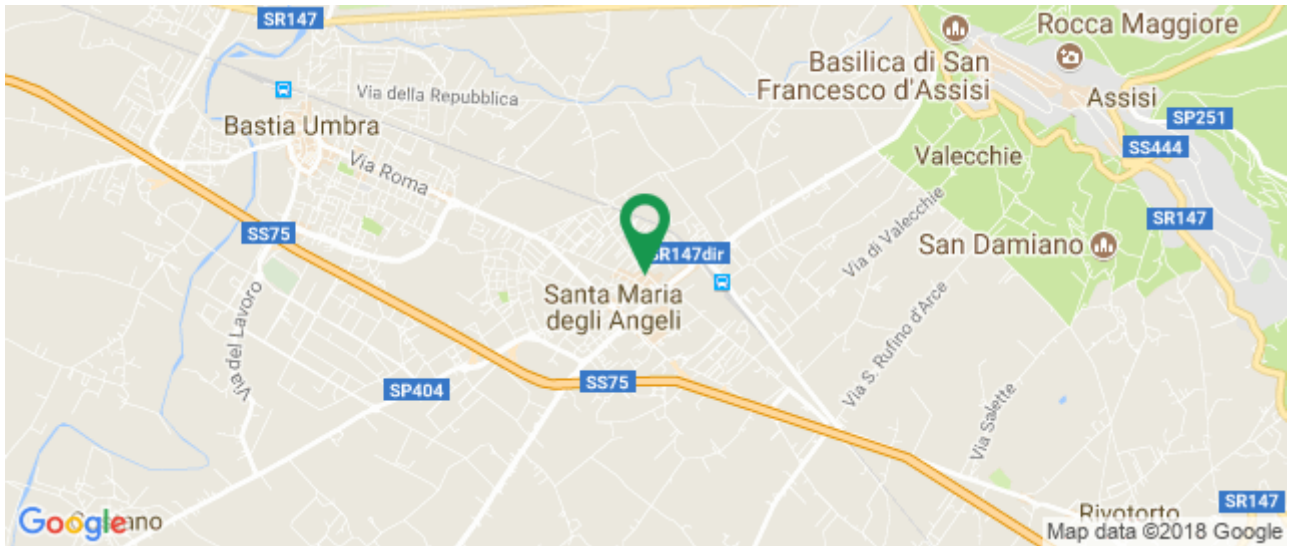 SR147
Rocca Maggiore
Basilica di San
Francesco d'Assisi
Via della Repubblica
Assisi
SP251
Bastia Umbra
SS444
Valecchie
Via Roma
SR147
Via di Valecchie
SS75
San Damiano
SR147dir
Santa Maria
degli Angeli
Via del Lavoro
Via S. Rufino d'Arce
SS75
SP404
Via Salette
SR147
Rivotorto
Google
Map data ©2018 Google